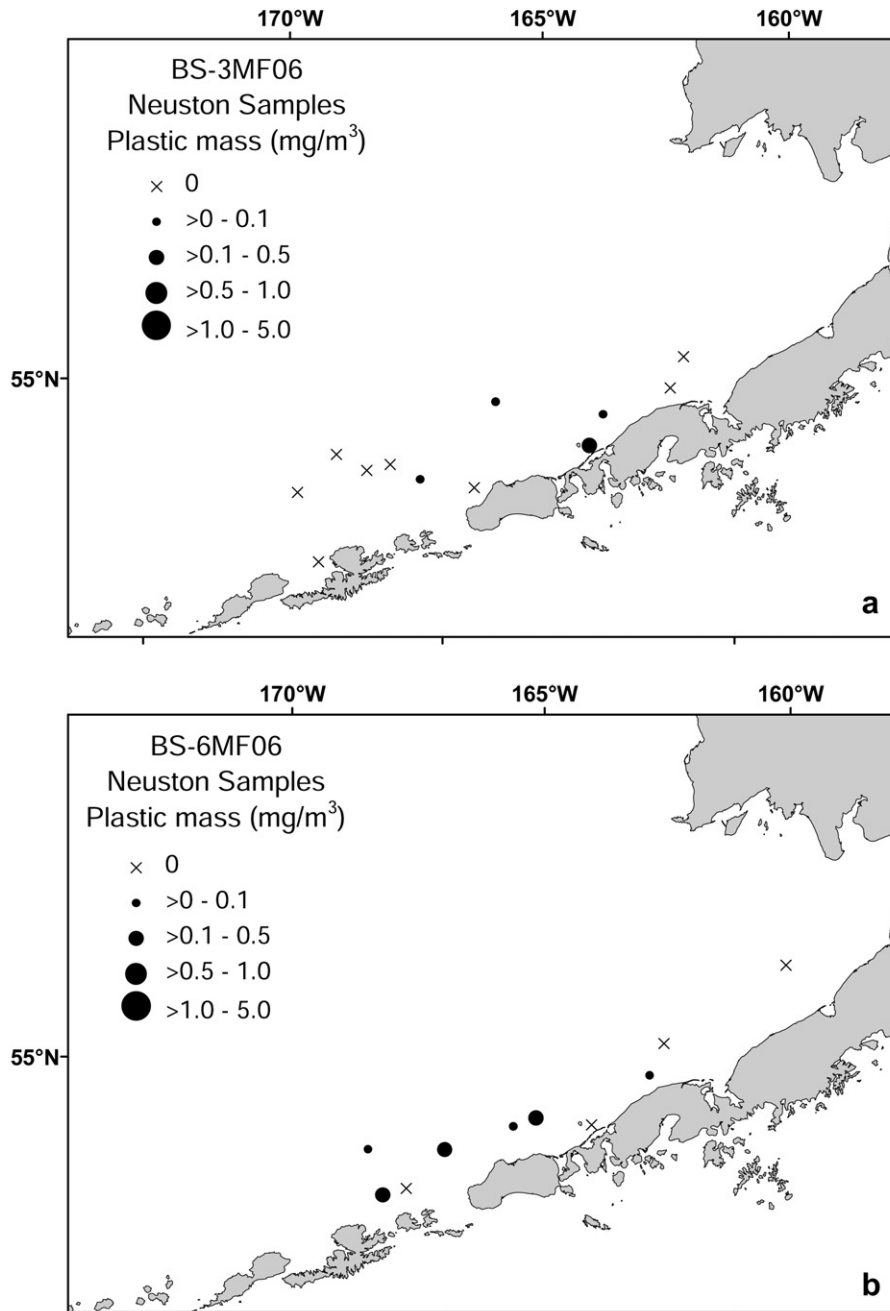 170°W 165°W 160°W
BS-3MF06
Neuston Samples
Plastic mass (mg/m³)
0
>0 - 0.1
>0.1 - 0.5
>0.5 - 1.0
>1.0 - 5.0
55°N
a
170°W 165°W 160°W
BS-6MF06
Neuston Samples
Plastic mass (mg/m³)
0
>0 - 0.1
>0.1 - 0.5
>0.5 - 1.0
>1.0 - 5.0
55°N
b